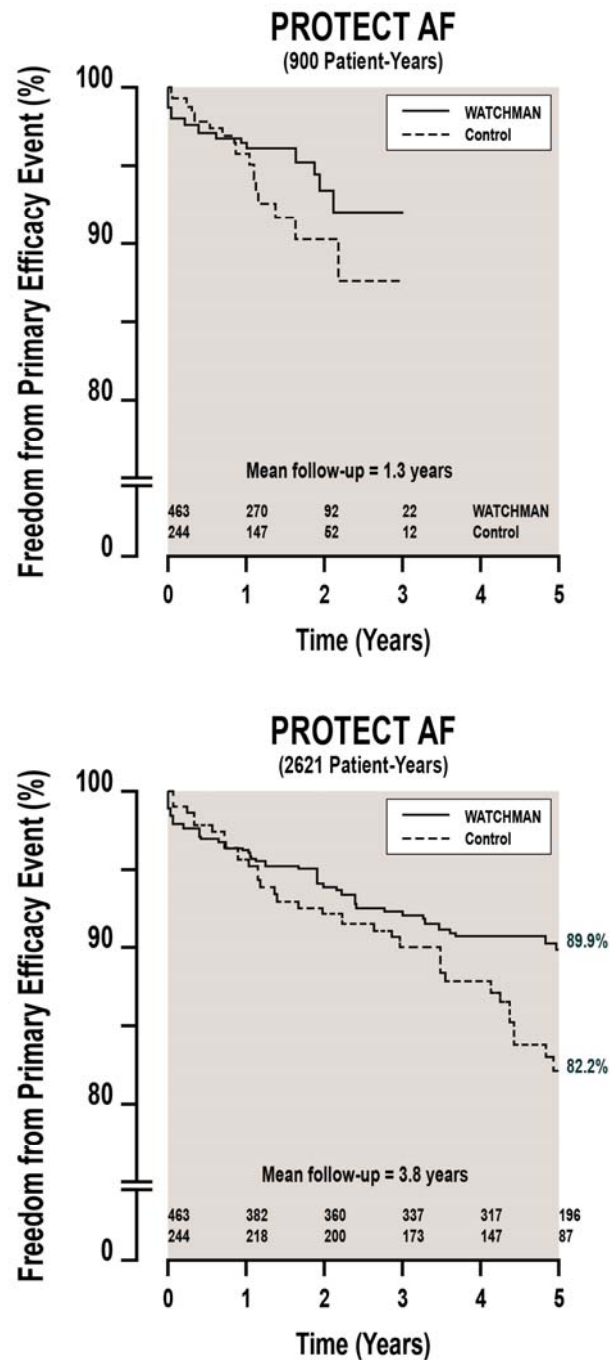 PROTECT AF
(900 Patient-Years)
Freedom from Primary Efficacy Event (%)
100
90
80
0
WATCHMAN
Control
Mean follow-up = 1.3 years
463 270 92 22 WATCHMAN
244 147 52 12 Control
0 1 2 3 4 5
Time (Years)
PROTECT AF
(2621 Patient-Years)
Freedom from Primary Efficacy Event (%)
100
90
80
0
WATCHMAN
Control
89.9%
82.2%
Mean follow-up = 3.8 years
463 382 360 337 317 196
244 218 200 173 147 87
0 1 2 3 4 5
Time (Years)